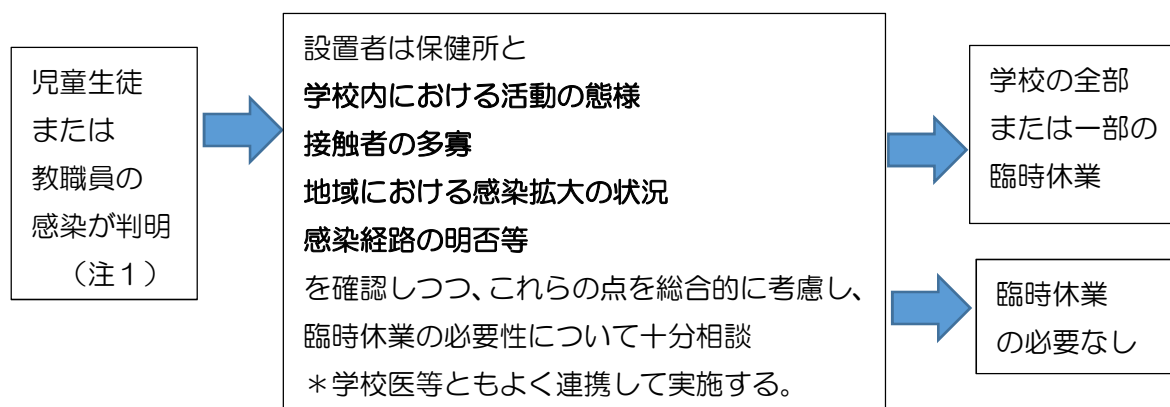 児童生徒
または
教職員の
感染が判明
（注１）
設置者は保健所と
学校内における活動の態様
接触者の多寡
地域における感染拡大の状況
感染経路の明否等
を確認しつつ、これらの点を総合的に考慮し、
臨時休業の必要性について十分相談
＊学校医等ともよく連携して実施する。
学校の全部
または一部の
臨時休業
臨時休業
の必要なし